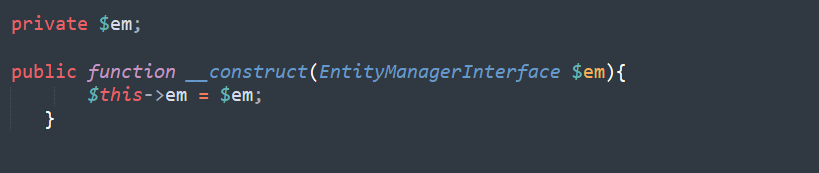 private $em;
public function __construct(EntityManagerInterface $em){
$this->em = $em;
}